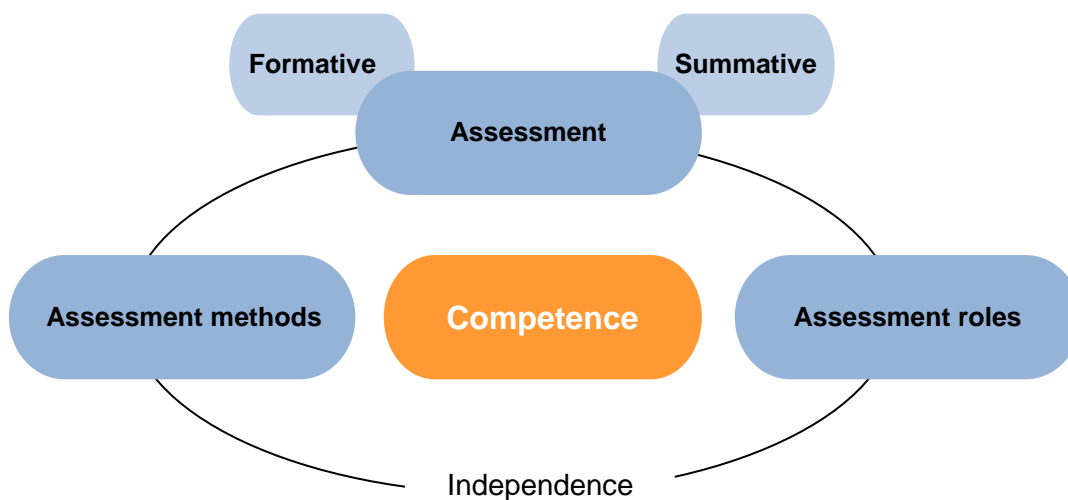 Formative
Summative
Assessment
Assessment methods
Competence
Assessment roles
Independence